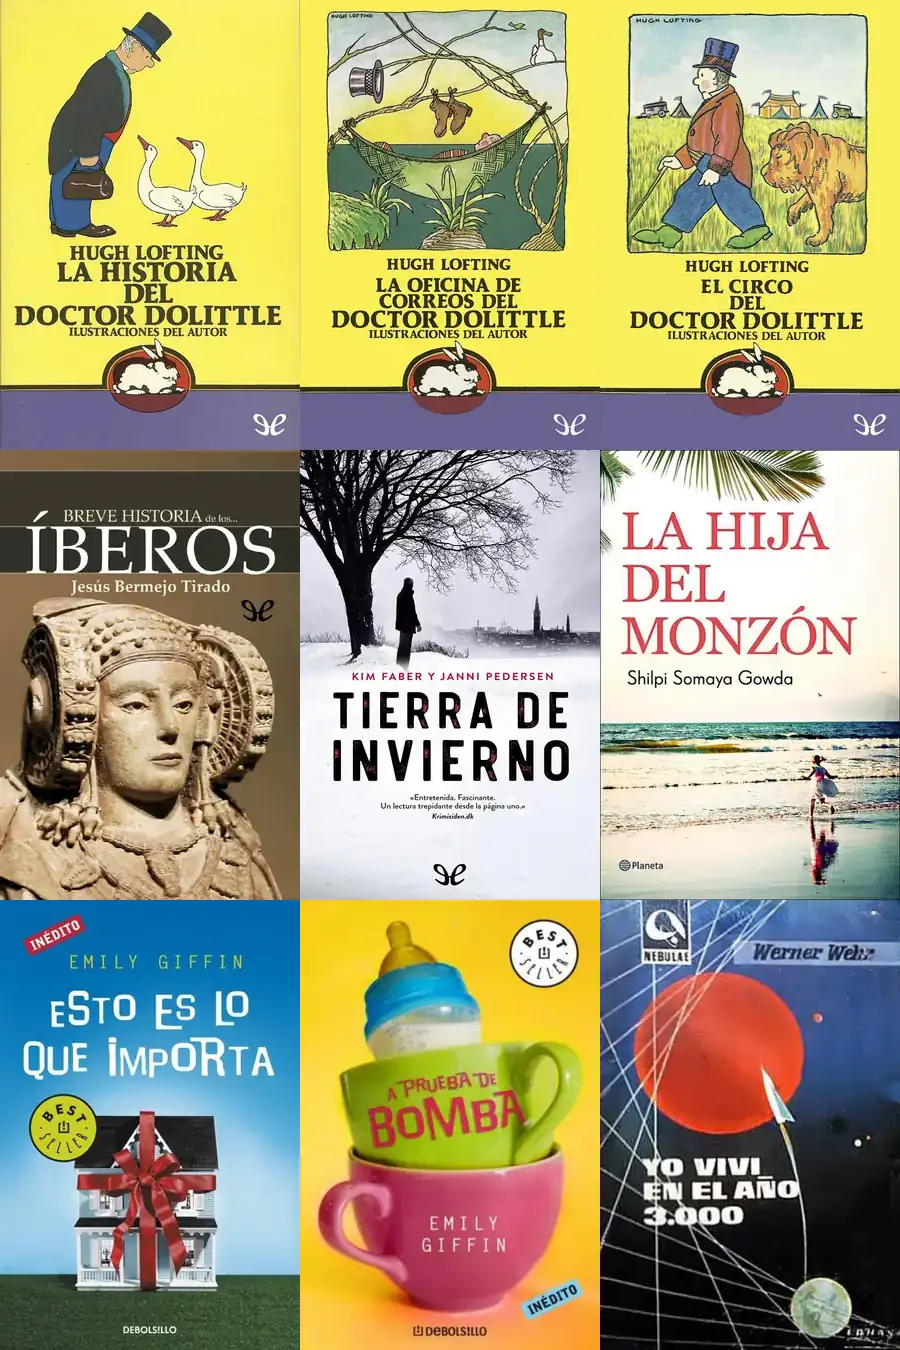 HUGH LOFTING
LA HISTORIA
DEL
DOCTOR DOLITTLE
ILUSTRACIONES DEL AUTOR
HUGH LOFTING
HUGH LOFTING
LA OFICINA DE
CORREOS DEL
DOCTOR DOLITTLE
ILUSTRACIONES DEL AUTOR
HUGH LOFTING
HUGH LOFTING
EL CIRCO
DEL
DOCTOR DOLITTLE
ILUSTRACIONES DEL AUTOR
BREVE HISTORIA de los...
ÍBEROS
Jesús Bermejo Tirado
KIM FABER Y JANNI PEDERSEN
TIERRA DE
INVIERNO
«Entretenida. Fascinante.
Un lectura trepidante desde la página uno.»
Krimisiden.dk
LA HIJA
DEL
MONZÓN
Shilpi Somaya Gowda
Planeta
INÉDITO
EMILY GIFFIN
ESTO ES LO
QUE IMPORTA
BEST
SELLER
DEBOLS!LLO
BEST
SELLER
A PRUEBA DE
BOMBA
EMILY
GIFFIN
INÉDITO
DEBOLS!LLO
NEBULAE
Werner Wehr
YO VIVI
EN EL AÑO
3.000